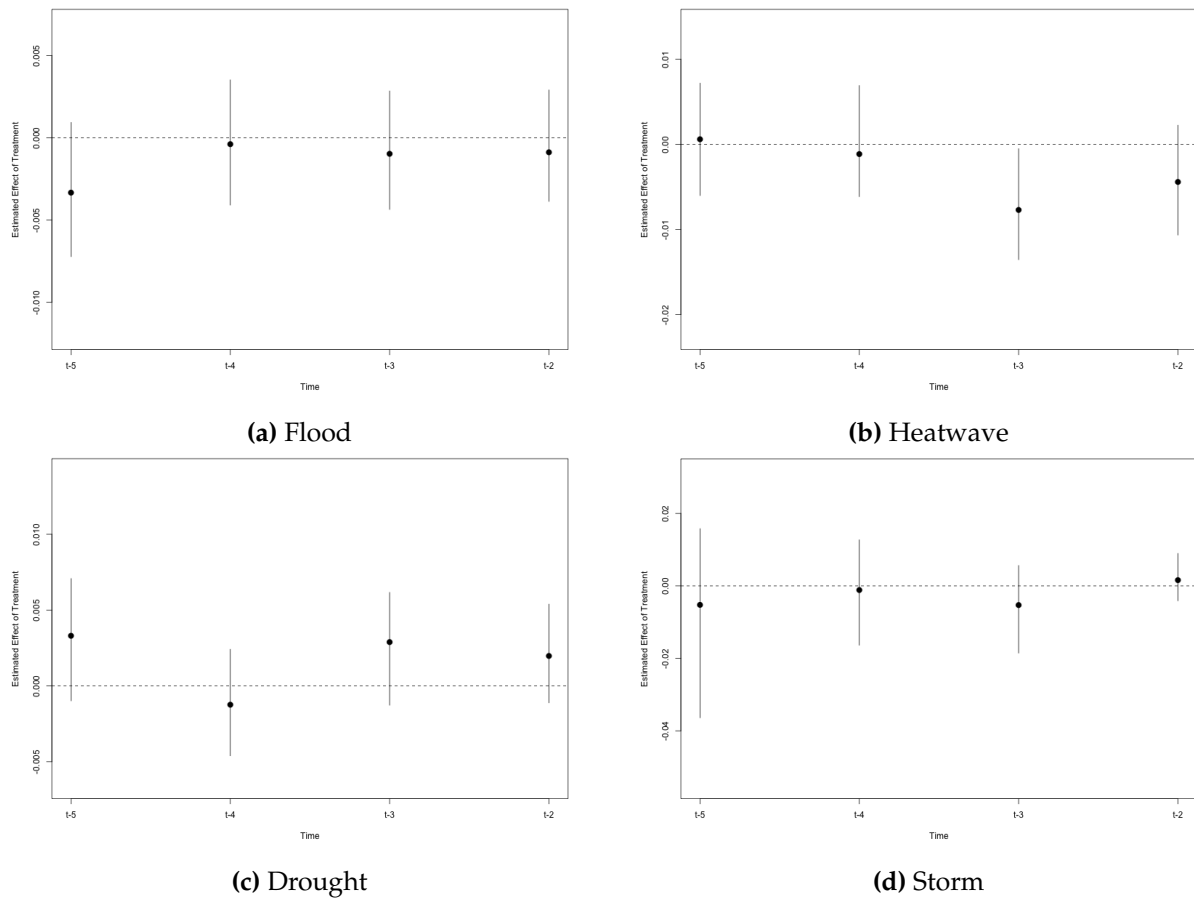 Estimated Effect of Treatment
0.005
0.000
-0.005
-0.010
t-5 t-4 t-3 t-2
Time
(a) Flood
Estimated Effect of Treatment
0.01
0.00
-0.01
-0.02
t-5 t-4 t-3 t-2
Time
(b) Heatwave
Estimated Effect of Treatment
0.010
0.005
0.000
-0.005
t-5 t-4 t-3 t-2
Time
(c) Drought
Estimated Effect of Treatment
0.02
0.00
-0.02
-0.04
t-5 t-4 t-3 t-2
Time
(d) Storm